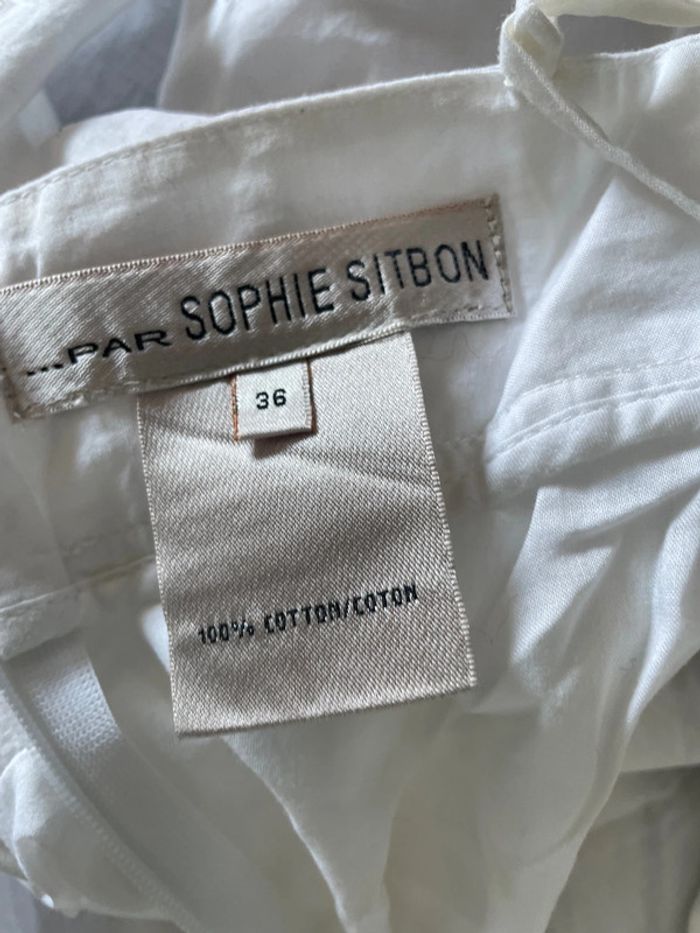 ...PAR SOPHIE SITBON
36
100% COTTON/COTON